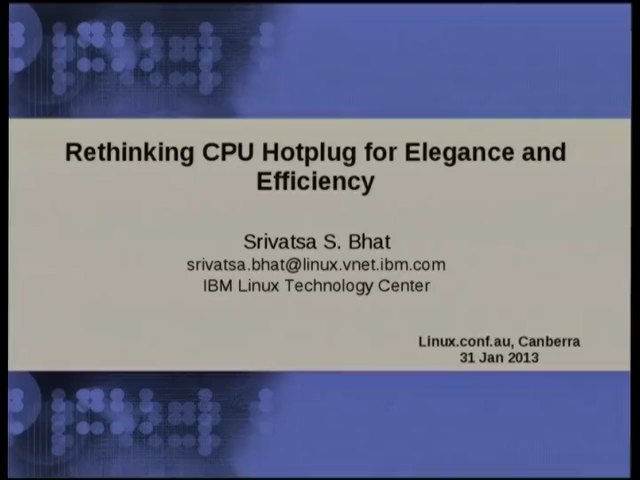 Rethinking CPU Hotplug for Elegance and
Efficiency
Srivatsa S. Bhat
srivatsa.bhat@linux.vnet.ibm.com
IBM Linux Technology Center
Linux.conf.au, Canberra
31 Jan 2013